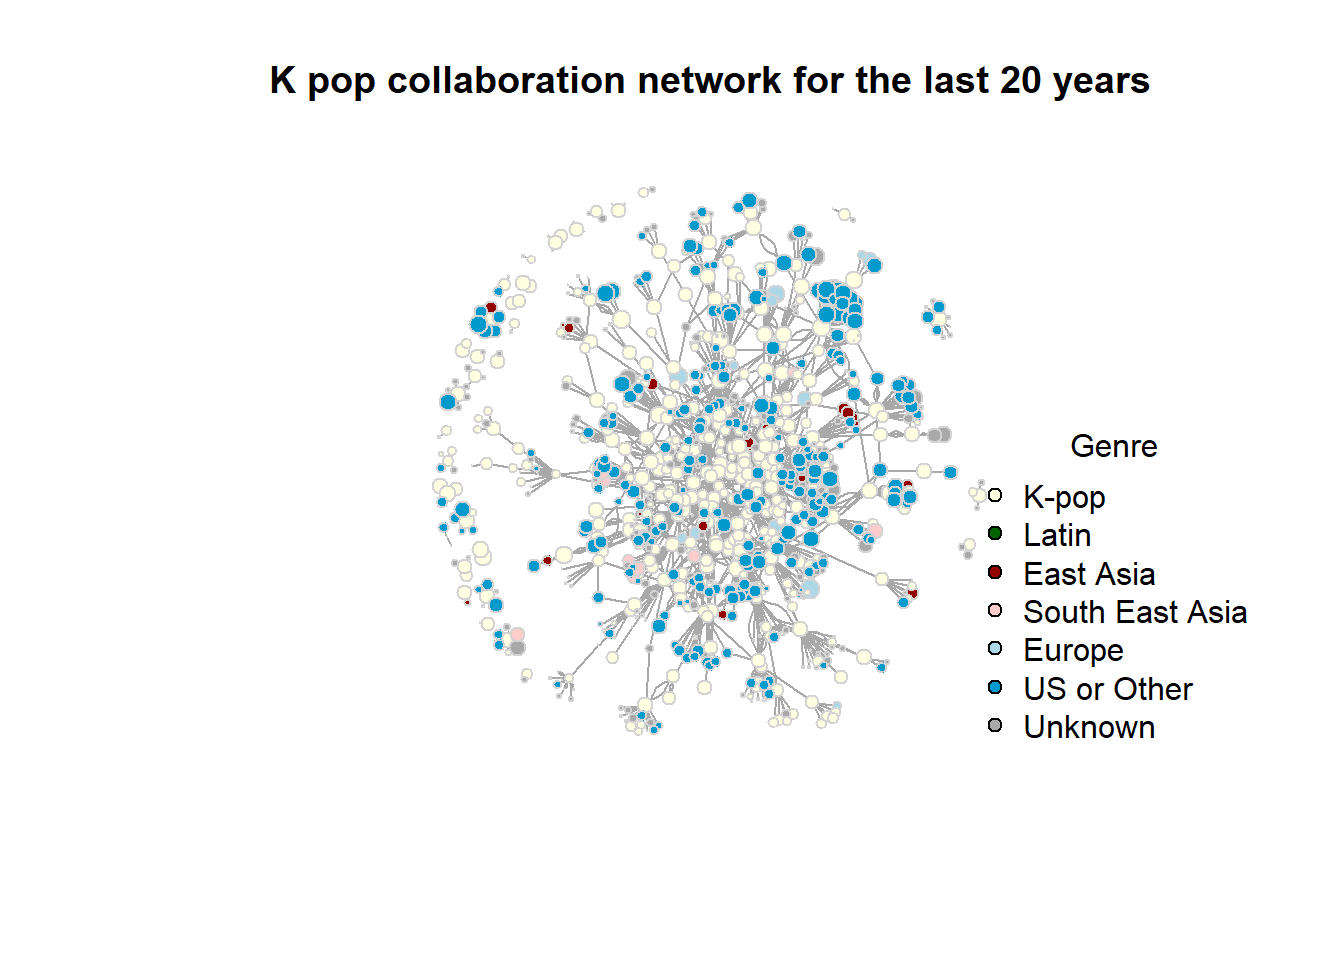 K pop collaboration network for the last 20 years
Genre
K-pop
Latin
East Asia
South East Asia
Europe
US or Other
Unknown